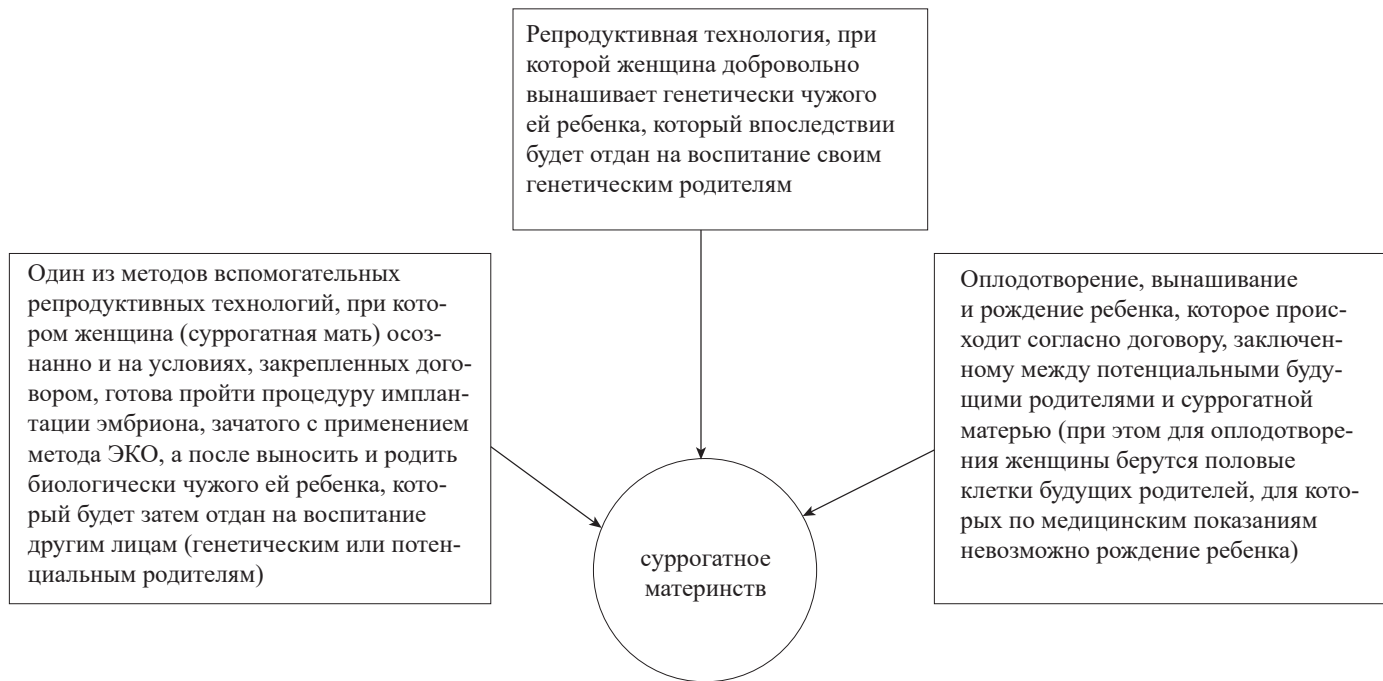 Репродуктивная технология, при
которой женщина добровольно
вынашивает генетически чужого
ей ребенка, который впоследствии
будет отдан на воспитание своим
генетическим родителям
Один из методов вспомогательных
репродуктивных технологий, при кото-
ром женщина (суррогатная мать) осоз-
нанно и на условиях, закрепленных дого-
вором, готова пройти процедуру имплан-
тации эмбриона, зачатого с применением
метода ЭКО, а после выносить и родить
биологически чужого ей ребенка, кото-
рый будет затем отдан на воспитание
другим лицам (генетическим или потен-
циальным родителям)
Оплодотворение, вынашивание
и рождение ребенка, которое проис-
ходит согласно договору, заключен-
ному между потенциальными буду-
щими родителями и суррогатной
матерью (при этом для оплодотворе-
ния женщины берутся половые
клетки будущих родителей, для кото-
рых по медицинским показаниям
невозможно рождение ребенка)
суррогатное
материнств